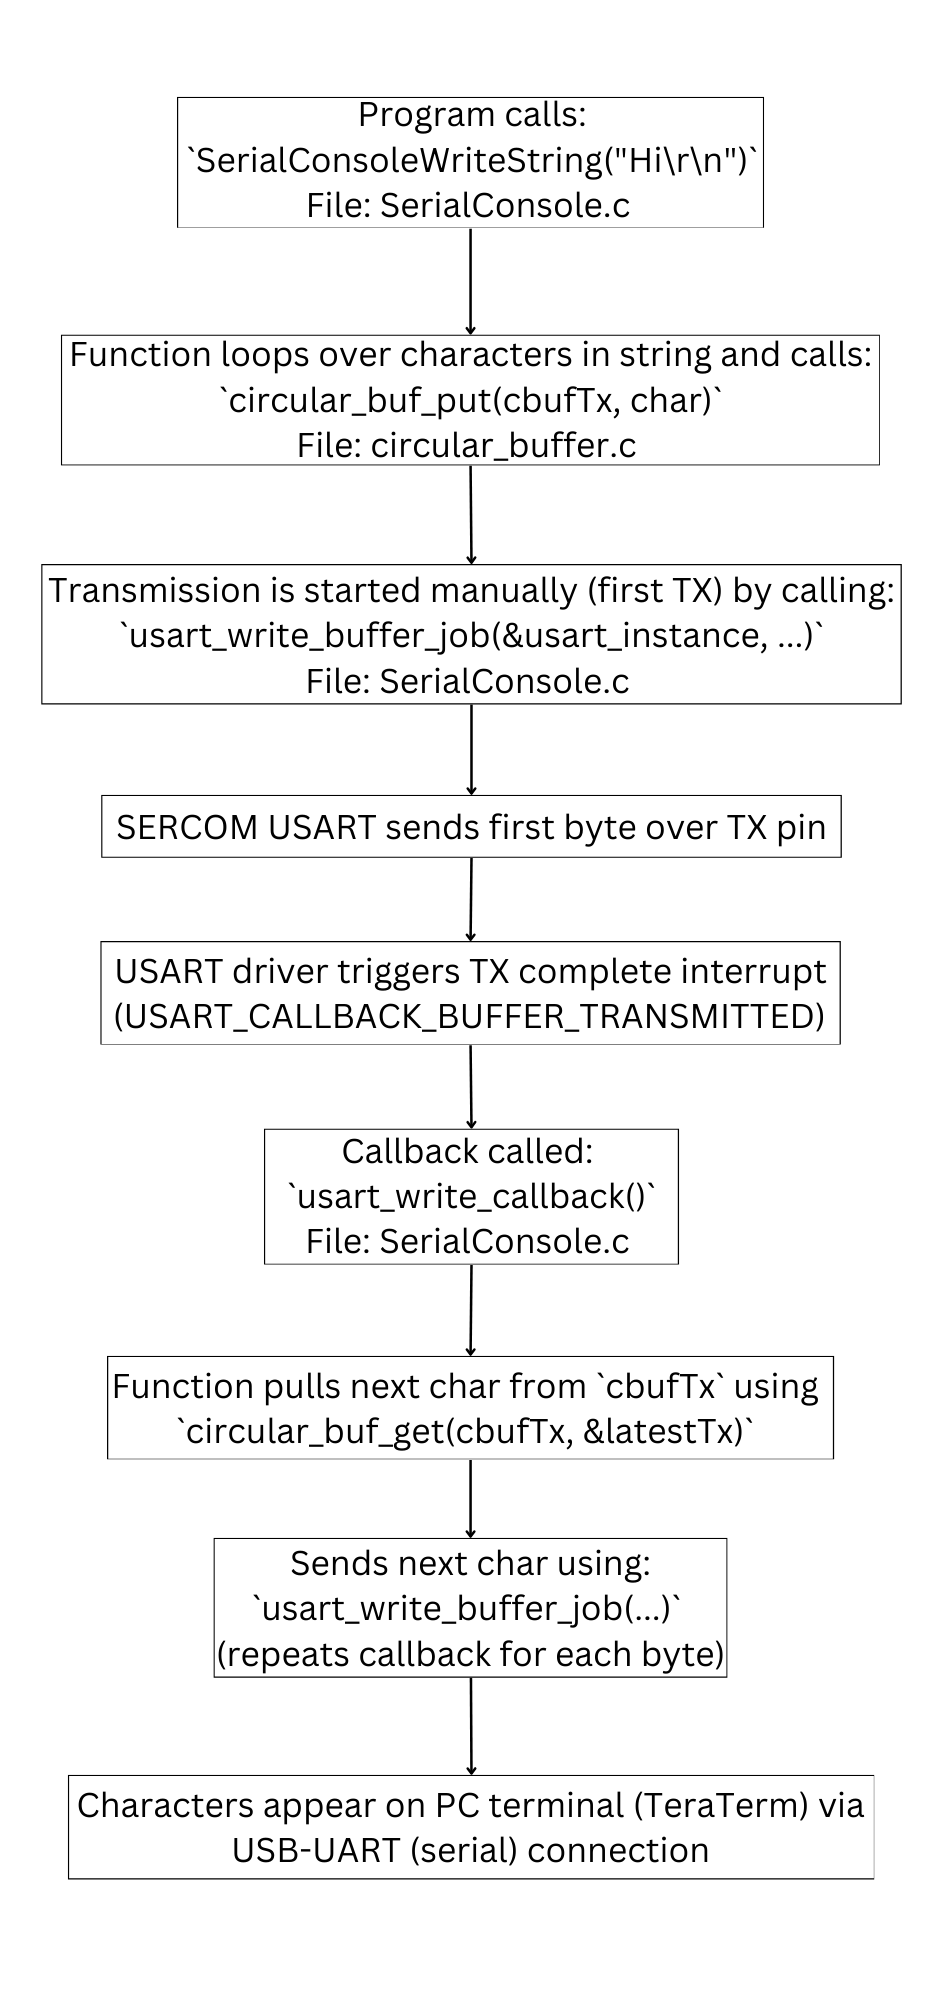 Program calls:
`SerialConsoleWriteString("Hi\r\n")`
File: SerialConsole.c
Function loops over characters in string and calls:
`circular_buf_put(cbufTx, char)`
File: circular_buffer.c
Transmission is started manually (first TX) by calling:
`usart_write_buffer_job(&usart_instance, ...)`
File: SerialConsole.c
SERCOM USART sends first byte over TX pin
USART driver triggers TX complete interrupt
(USART_CALLBACK_BUFFER_TRANSMITTED)
Callback called:
`usart_write_callback()`
File: SerialConsole.c
Function pulls next char from `cbufTx` using
`circular_buf_get(cbufTx, &latestTx)`
Sends next char using:
`usart_write_buffer_job(...)`
(repeats callback for each byte)
Characters appear on PC terminal (TeraTerm) via
USB-UART (serial) connection